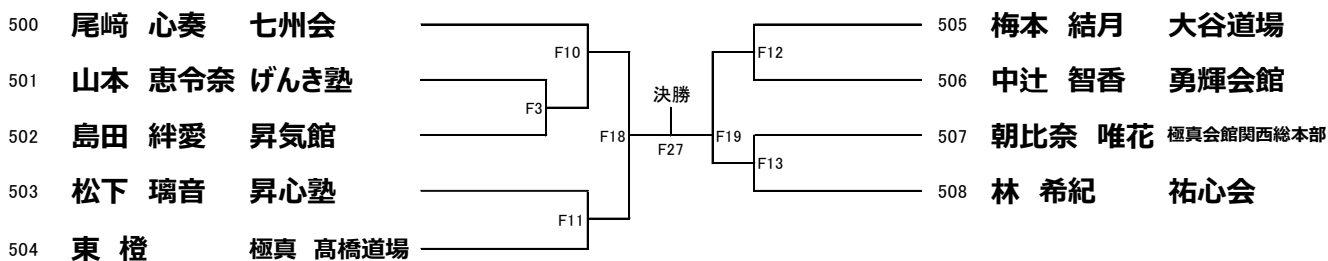 500 尾﨑 心奏 七州会
F10
501 山本 恵令奈 げんき塾
F3
502 島田 絆愛 昇気館
F18
503 松下 璃音 昇心塾
F11
504 東 橙 極真 髙橋道場
決勝
F27
505 梅本 結月 大谷道場
F12
506 中辻 智香 勇輝会館
F19
507 朝比奈 唯花 極真会館関西総本部
F13
508 林 希紀 祐心会